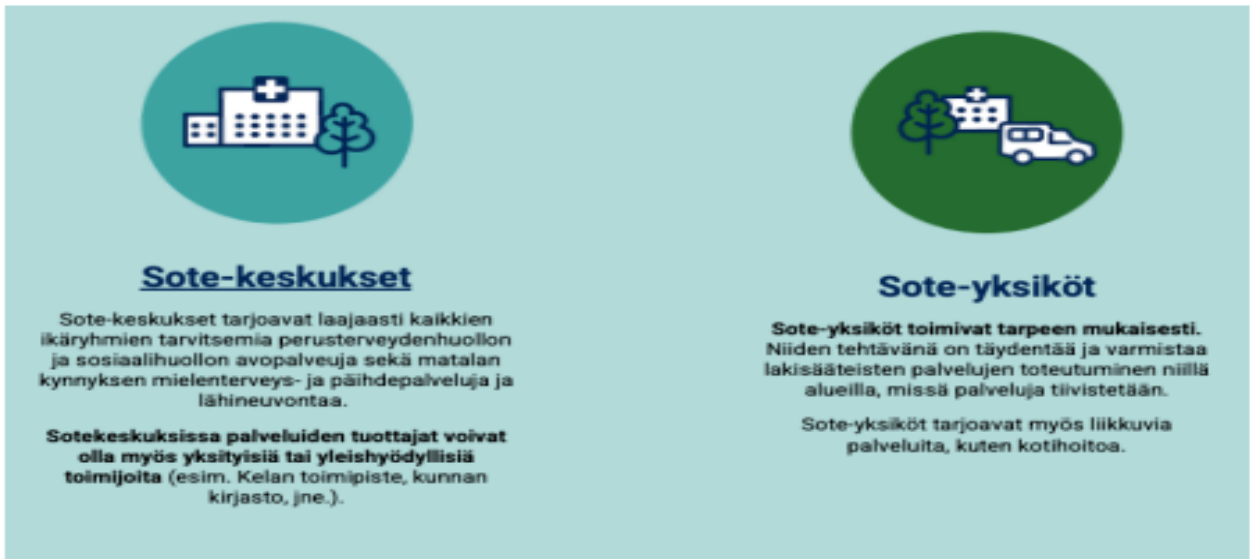 Sote-keskukset
Sote-keskukset tarjoavat laajaasti kaikkien
ikäryhmien tarvitsemia perusterveydenhuollon
ja sosiaalihuollon avopalveuja sekä matalan
kynnyksen mielenterveys- ja päihdepalveluja ja
lähineuvontaa.
Sotekeskuksissa palveluiden tuottajat voivat
olla myös yksityisiä tai yleishyödyllisiä
toimijoita (esim. Kelan toimipiste, kunnan
kirjasto, jne.).
Sote-yksiköt
Sote-yksiköt toimivat tarpeen mukaisesti.
Niiden tehtävänä on täydentää ja varmistaa
lakisääteisten palvelujen toteutuminen niillä
alueilla, missä palveluja tiivistetään.
Sote-yksiköt tarjoavat myös liikkuvia
palveluita, kuten kotihoitoa.